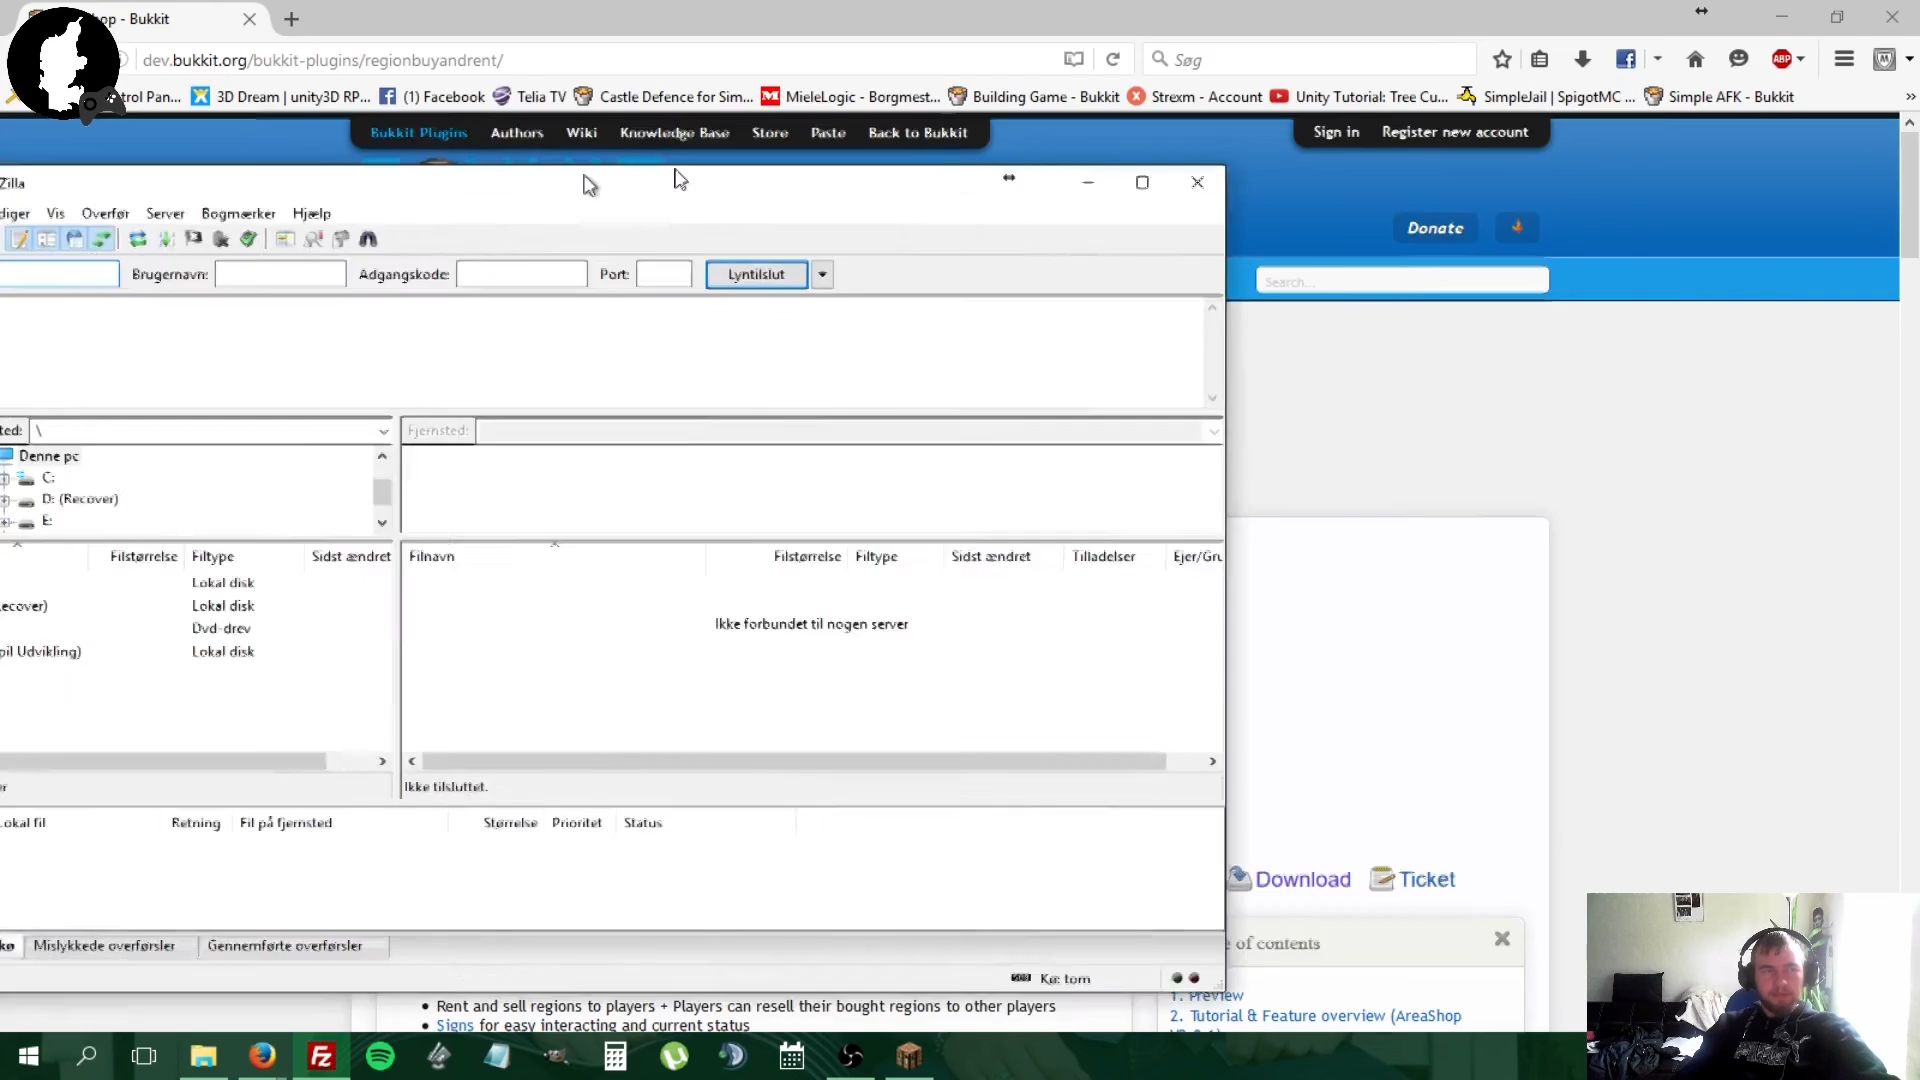 op - Bukkit
dev.bukkit.org/bukkit-plugins/regionbuyandrent/
Søg
ABP
trol Pan...
3D Dream | unity3D RP...
(1) Facebook
Telia TV
Castle Defence for Sim...
MieleLogic - Borgmest...
Building Game - Bukkit
Strexm - Account
Unity Tutorial: Tree Cu...
SimpleJail | SpigotMC ...
Simple AFK - Bukkit
Bukkit Plugins Authors Wiki Knowledge Base Store Paste Back to Bukkit
Sign in Register new account
Zilla
diger Vis Overfør Server Bogmærker Hjælp
Donate
Brugernavn: Adgangskode: Port: Lyntilslut
Search...
ted: \
Fjernsted:
Denne pc
C:
D: (Recover)
E:
Filstørrelse Filtype Sidst ændret
Filnavn Filstørrelse Filtype Sidst ændret Tilladelser Ejer/Gru
Lokal disk
ecover) Lokal disk
Dvd-drev
pil Udvikling) Lokal disk
Ikke forbundet til nogen server
er
Ikke tilsluttet.
Lokal fil Retning Fil på fjernsted Størrelse Prioritet Status
Download Ticket
kø Mislykkede overførsler Gennemførte overførsler
e of contents
Kø: tom
1. Preview
2. Tutorial & Feature overview (AreaShop
Rent and sell regions to players + Players can resell their bought regions to other players
Signs for easy interacting and current status